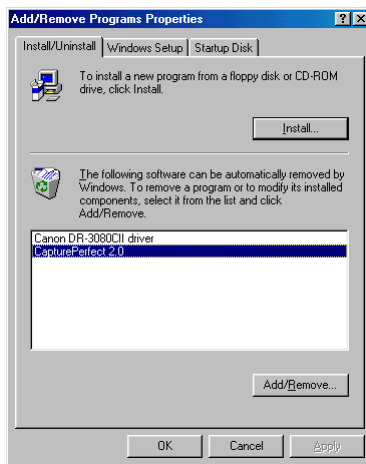 Add/Remove Programs Properties
Install/Uninstall Windows Setup Startup Disk
To install a new program from a floppy disk or CD-ROM
drive, click Install.
Install...
The following software can be automatically removed by
Windows. To remove a program or to modify its installed
components, select it from the list and click
Add/Remove.
Canon DR-3080CII driver
CapturePerfect 2.0
Add/Remove...
OK Cancel Apply